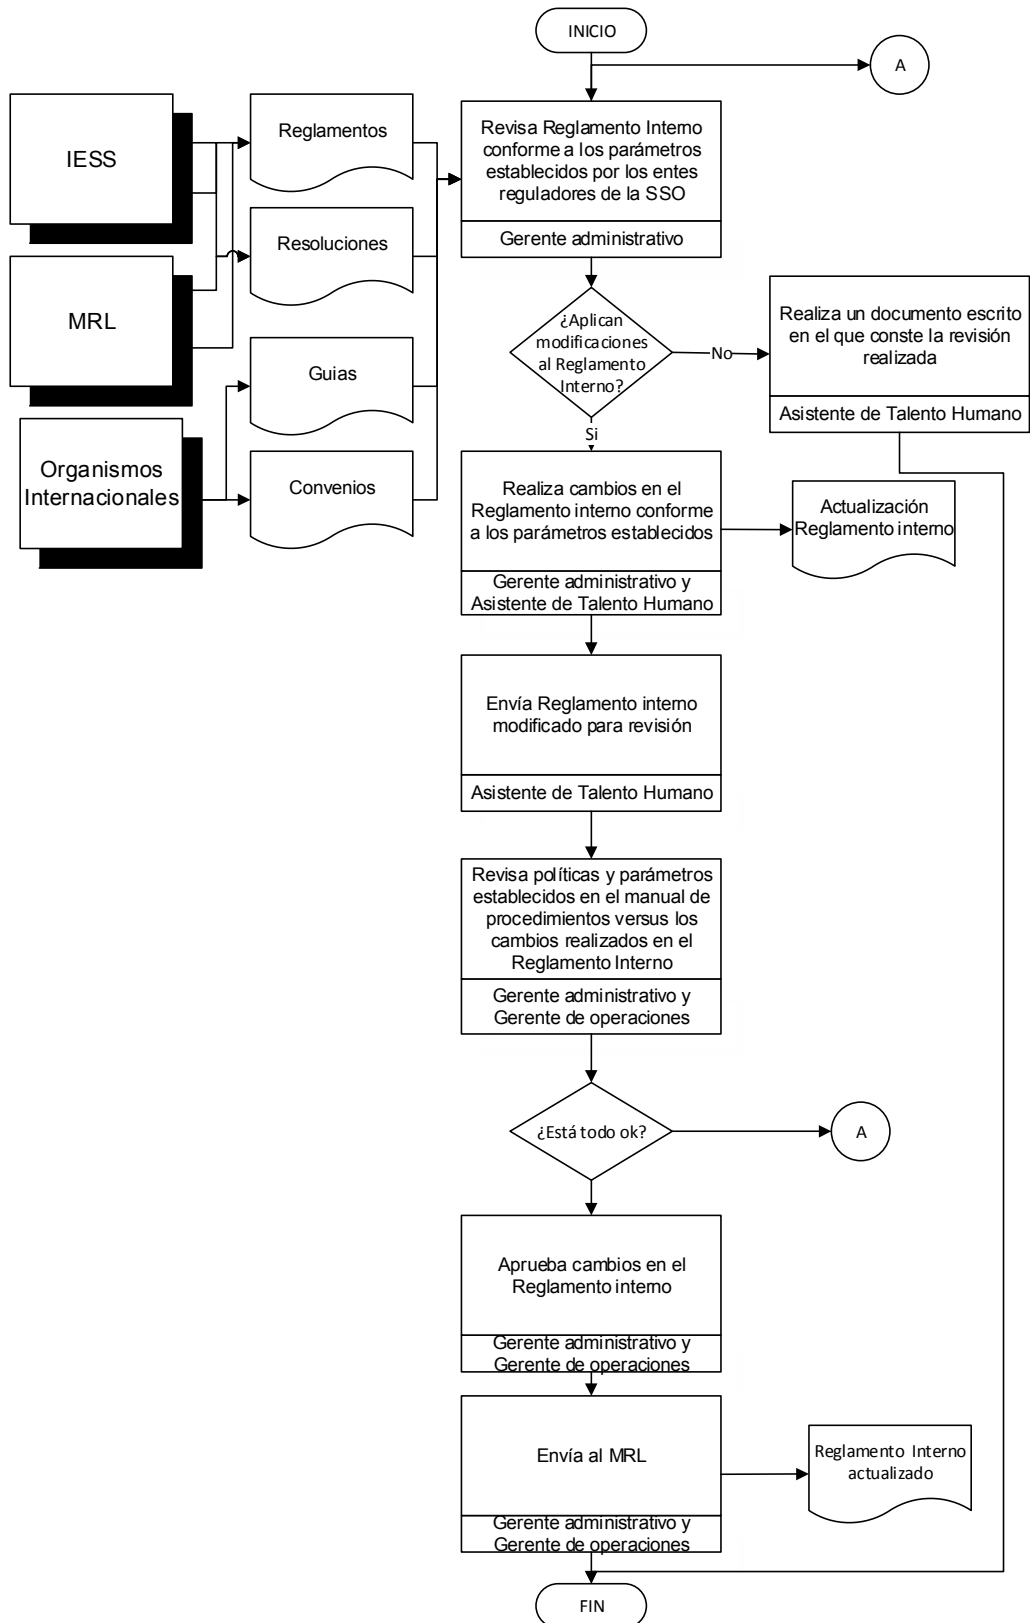 INICIO
A
IESS
Reglamentos
Revisa Reglamento Interno
conforme a los parámetros
establecidos por los entes
reguladores de la SSO
Gerente administrativo
Resoluciones
MRL
¿Aplican
modificaciones
al Reglamento
Interno?
No
Realiza un documento escrito
en el que conste la revisión
realizada
Asistente de Talento Humano
Guias
Si
Organismos
Internacionales
Convenios
Realiza cambios en el
Reglamento interno conforme
a los parámetros establecidos
Gerente administrativo y
Asistente de Talento Humano
Actualización
Reglamento interno
Envía Reglamento interno
modificado para revisión
Asistente de Talento Humano
Revisa políticas y parámetros
establecidos en el manual de
procedimientos versus los
cambios realizados en el
Reglamento Interno
Gerente administrativo y
Gerente de operaciones
¿Está todo ok?
A
Aprueba cambios en el
Reglamento interno
Gerente administrativo y
Gerente de operaciones
Envía al MRL
Gerente administrativo y
Gerente de operaciones
Reglamento Interno
actualizado
FIN